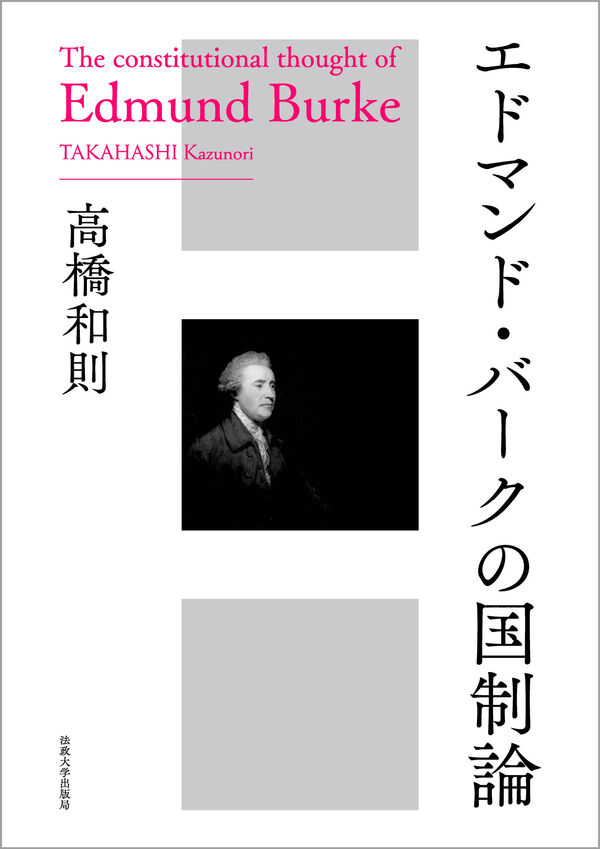 The constitutional thought of
Edmund Burke
TAKAHASHI Kazunori
エドマンド・バークの国制論
高橋和則
法政大学出版局